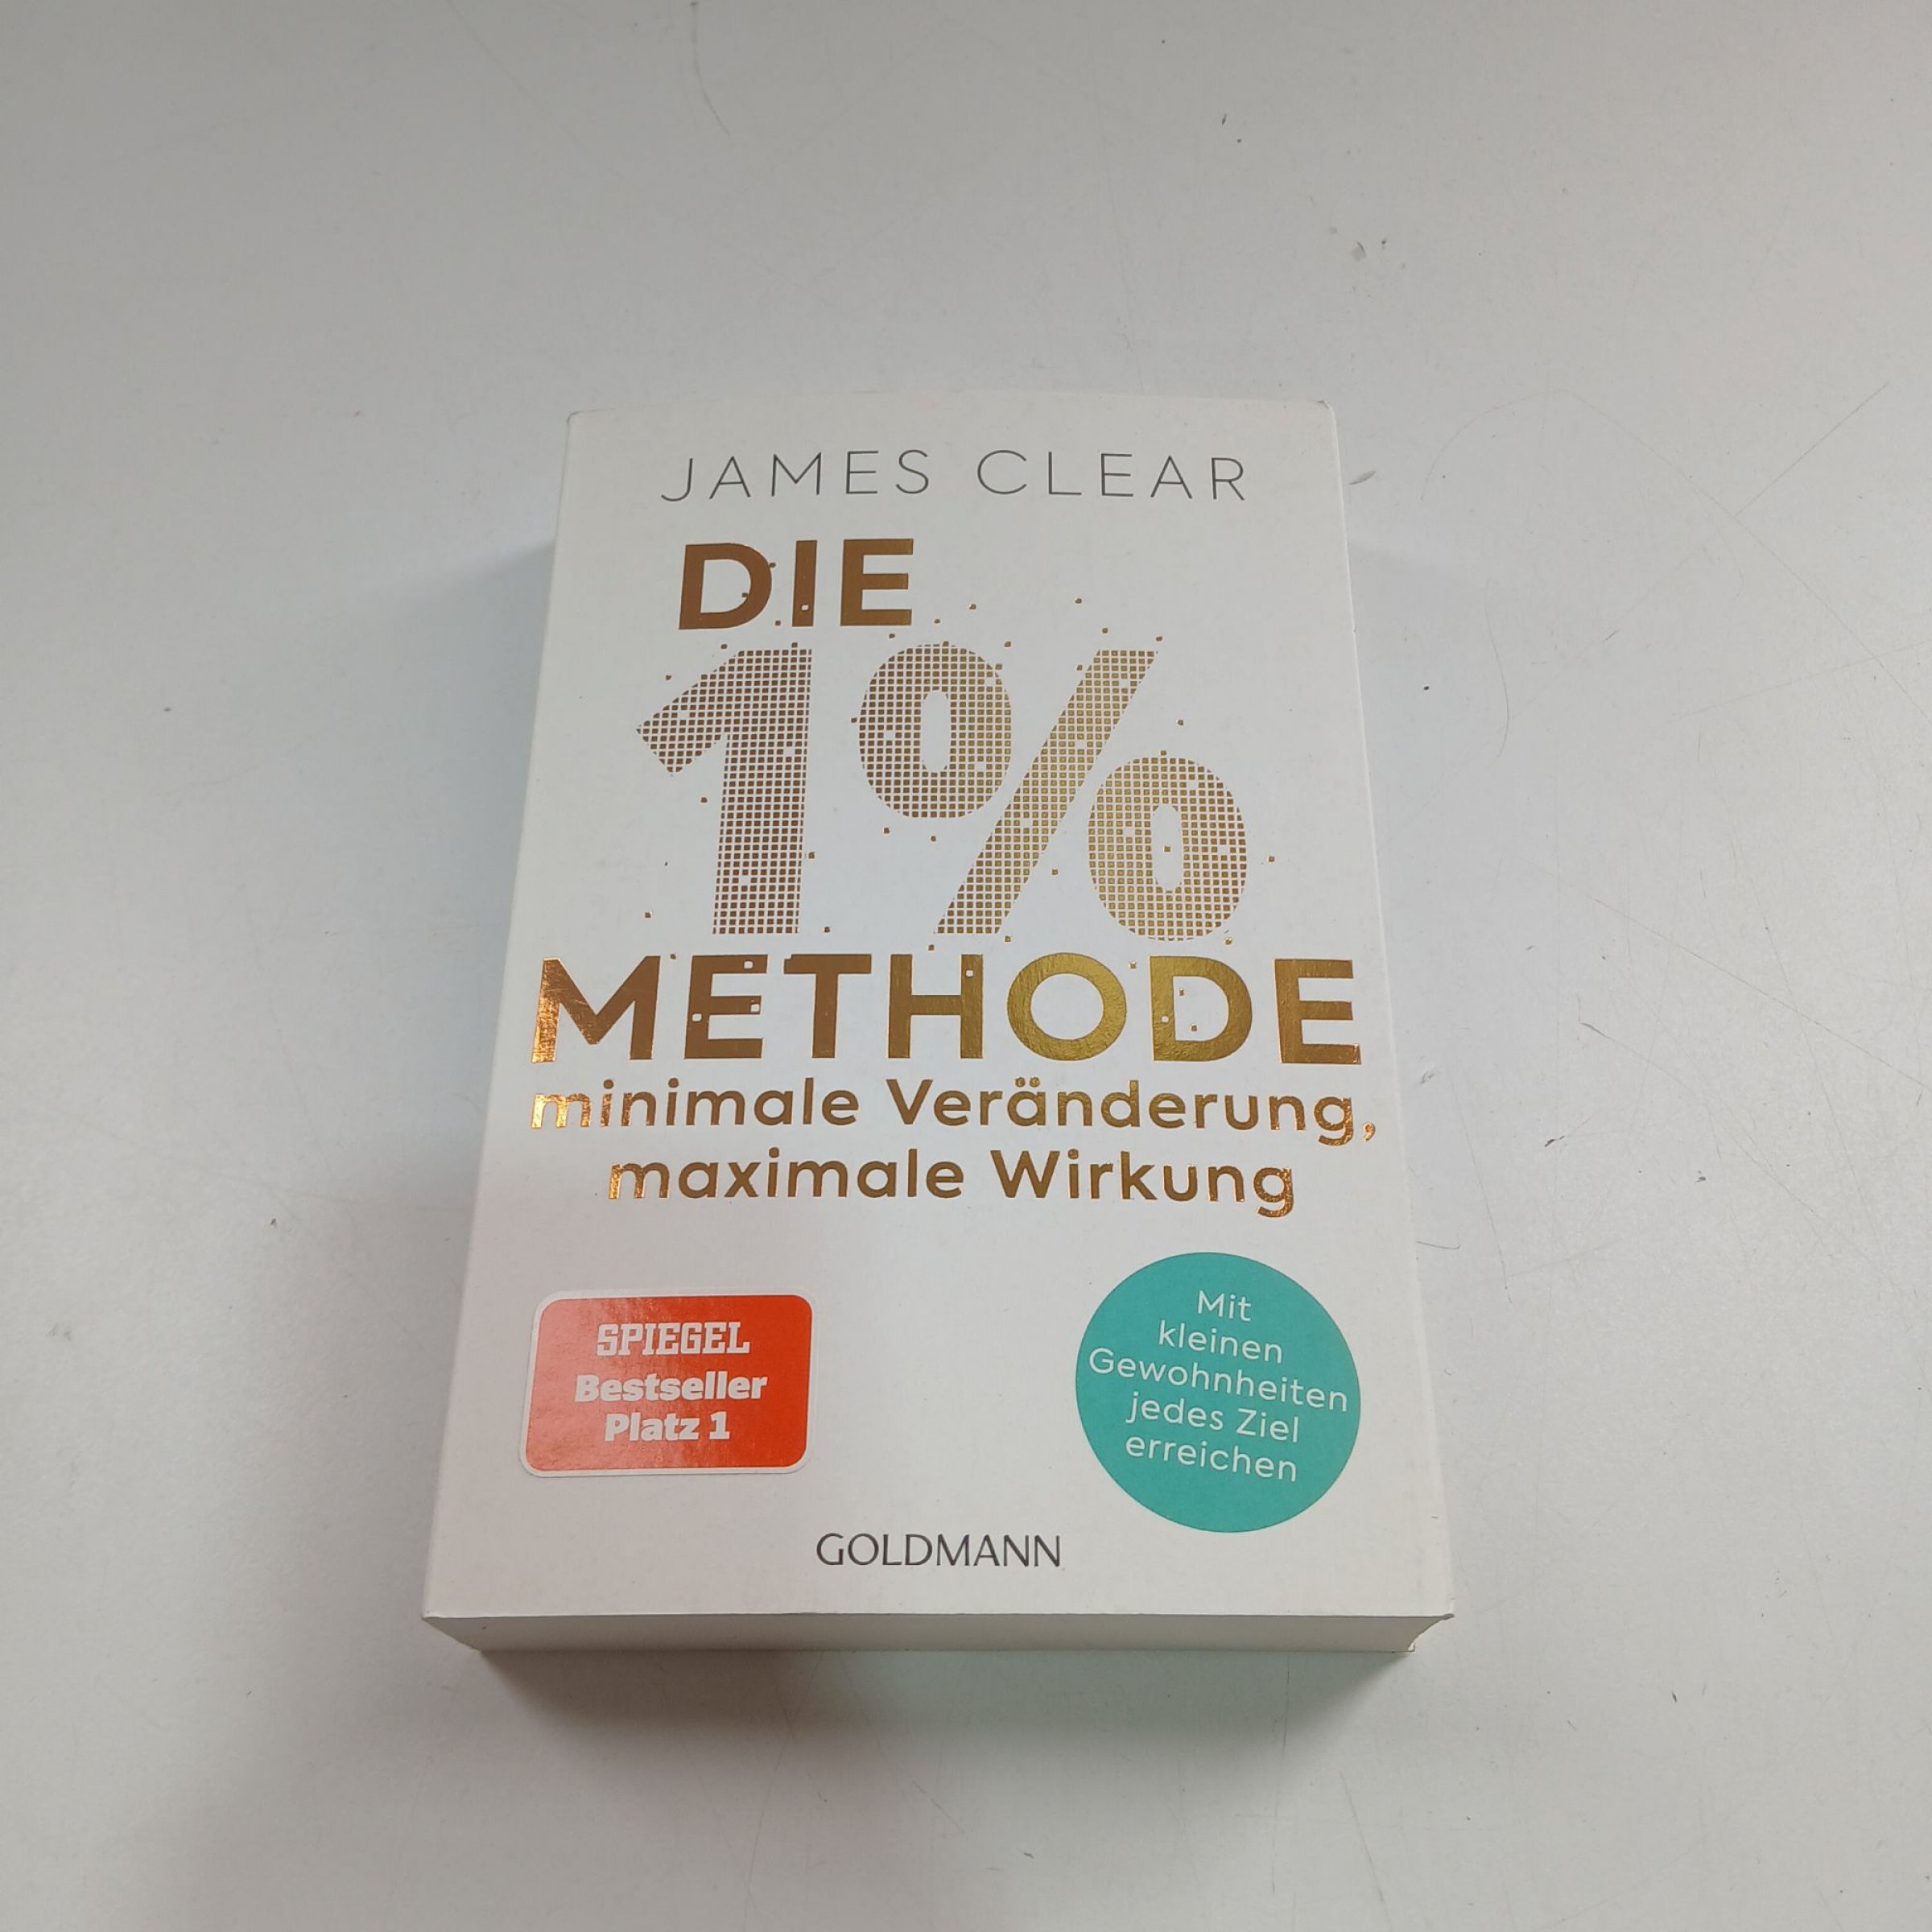 JAMES CLEAR
DIE
1%
METHODE
minimale Veränderung,
maximale Wirkung
SPIEGEL
Bestseller
Platz 1
Mit
kleinen
Gewohnheiten
jedes Ziel
erreichen
GOLDMANN